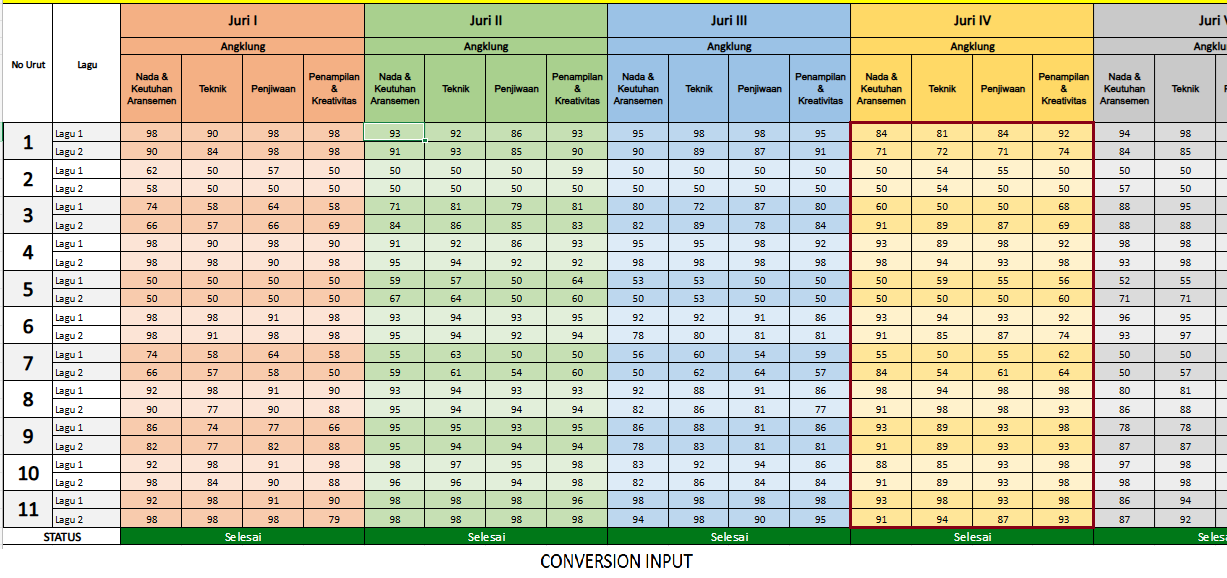 Juri I Juri II Juri III Juri IV Juri V
Angklung Angklung Angklung Angklung Angklu
No Urut Lagu Nada & Keutuhan Aransemen Teknik Penjiwaan Penampilan & Kreativitas Nada & Keutuhan Aransemen Teknik Penjiwaan Penampilan & Kreativitas Nada & Keutuhan Aransemen Teknik Penjiwaan Penampilan & Kreativitas Nada & Keutuhan Aransemen Teknik Penjiwaan Penampilan & Kreativitas Nada & Keutuhan Aransemen Teknik
1 Lagu 1 98 90 98 98 93 92 86 93 95 98 98 95 84 81 84 92 94 98
Lagu 2 90 84 98 98 91 93 85 90 90 89 87 91 71 72 71 74 84 85
2 Lagu 1 62 50 57 50 50 50 50 59 50 50 50 50 50 54 55 50 50 50
Lagu 2 58 50 50 50 50 50 50 50 50 50 50 50 50 54 50 50 57 50
3 Lagu 1 74 58 64 58 71 81 79 81 80 72 87 80 60 50 50 68 88 95
Lagu 2 66 57 66 69 84 86 85 83 82 89 78 84 91 89 87 69 88 88
4 Lagu 1 98 90 98 90 91 92 86 93 95 95 98 92 93 89 98 92 98 98
Lagu 2 98 98 90 98 95 94 92 92 98 98 98 98 98 94 93 98 93 98
5 Lagu 1 50 50 50 50 59 57 50 64 53 53 50 50 50 59 55 56 52 55
Lagu 2 50 50 50 50 67 64 50 60 50 53 50 50 50 50 50 60 71 71
6 Lagu 1 98 98 91 98 93 94 93 95 92 92 91 86 93 94 93 92 96 95
Lagu 2 98 91 98 98 95 94 92 94 78 80 81 81 91 85 87 74 93 97
7 Lagu 1 74 58 64 58 55 63 50 50 56 60 54 59 55 50 55 62 50 50
Lagu 2 66 57 58 50 59 61 54 60 50 62 64 57 84 54 61 64 50 57
8 Lagu 1 92 98 91 90 93 94 93 93 92 88 91 86 98 94 98 98 80 81
Lagu 2 90 77 90 88 95 94 94 94 82 86 81 77 91 98 98 93 86 88
9 Lagu 1 86 74 77 66 95 95 93 95 86 88 91 86 93 89 93 98 78 78
Lagu 2 82 77 82 88 95 94 94 94 78 83 81 81 91 89 93 93 87 87
10 Lagu 1 92 98 91 98 98 97 95 98 83 92 94 86 88 85 93 98 97 98
Lagu 2 98 84 90 88 96 96 94 98 82 86 84 84 91 89 93 98 98 98
11 Lagu 1 92 98 91 90 98 98 98 96 98 98 98 98 93 98 93 98 86 94
Lagu 2 98 98 98 79 98 98 98 98 94 98 90 95 91 94 87 93 87 92
STATUS Selesai Selesai Selesai Selesai Seles
CONVERSION INPUT